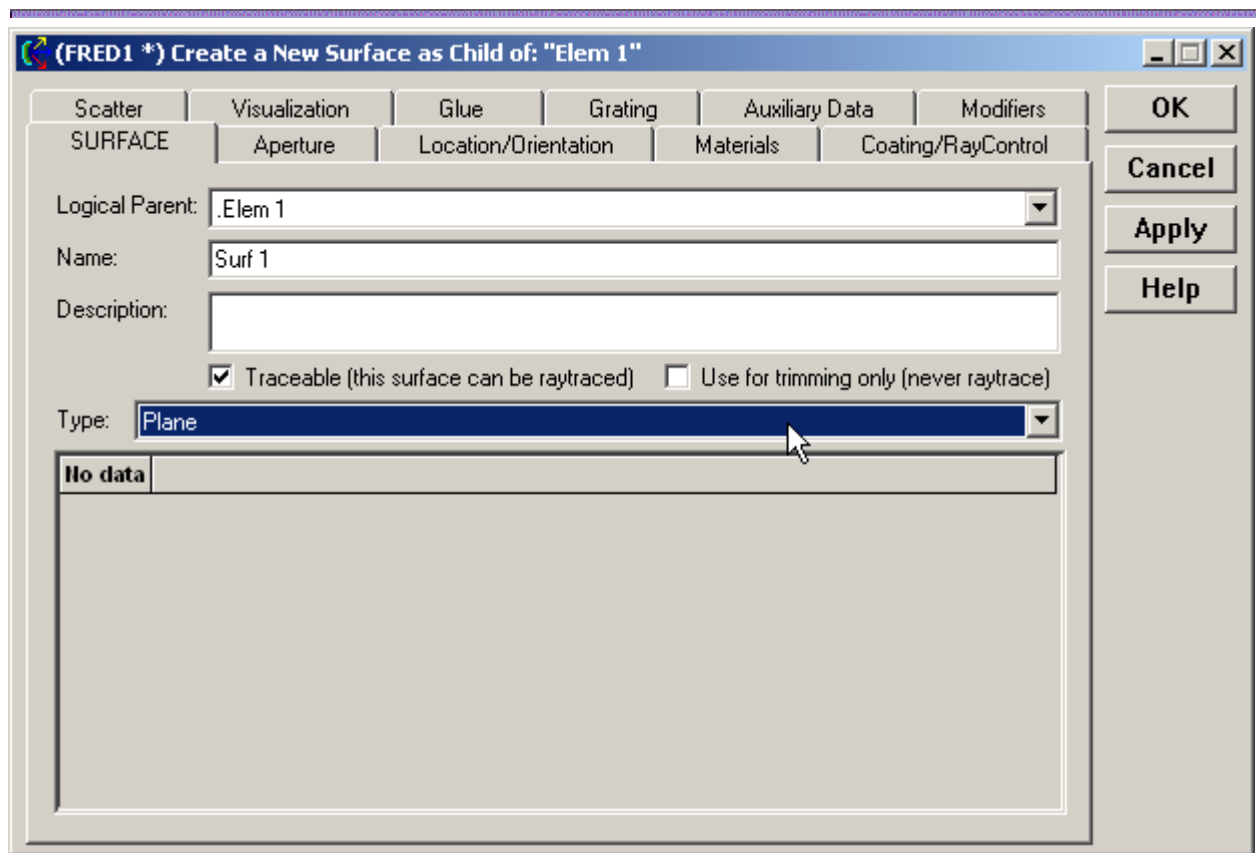 (FRED1 *) Create a New Surface as Child of: "Elem 1"
Scatter Visualization Glue Grating Auxiliary Data Modifiers
SURFACE Aperture Location/Orientation Materials Coating/RayControl
OK
Cancel
Apply
Help
Logical Parent: .Elem 1
Name: Surf 1
Description:
Traceable (this surface can be raytraced) Use for trimming only (never raytrace)
Type: Plane
No data